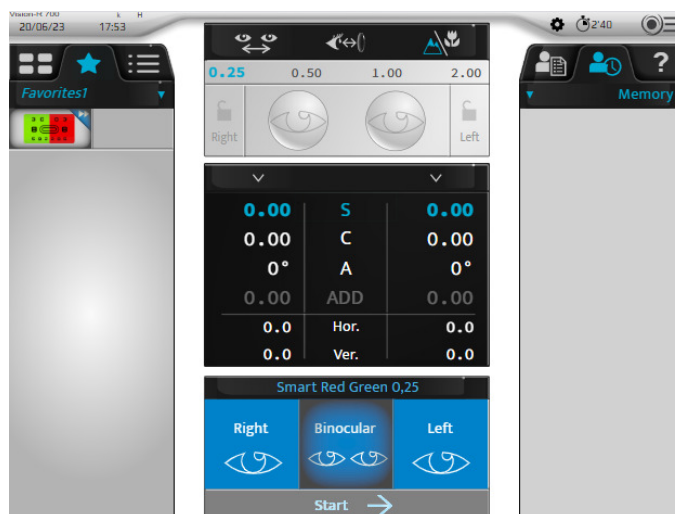 Vision-R 700
20/06/23 17:53
2'40
Favorites1
0.25 0.50 1.00 2.00
Right Left
?
Memory
0.00 S 0.00
0.00 C 0.00
0° A 0°
0.00 ADD 0.00
0.0 Hor. 0.0
0.0 Ver. 0.0
Smart Red Green 0,25
Right Binocular Left
Start